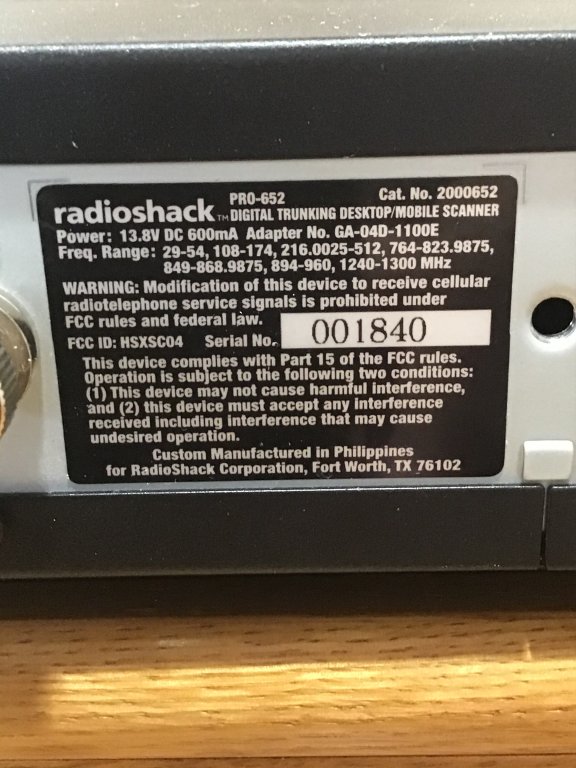 PRO-652 Cat. No. 2000652
radioshack™ DIGITAL TRUNKING DESKTOP/MOBILE SCANNER
Power: 13.8V DC 600mA Adapter No. GA-04D-1100E
Freq. Range: 29-54, 108-174, 216.0025-512, 764-823.9875,
849-868.9875, 894-960, 1240-1300 MHz
WARNING: Modification of this device to receive cellular
radiotelephone service signals is prohibited under
FCC rules and federal law.
FCC ID: HSXSC04 Serial No. 001840
This device complies with Part 15 of the FCC rules.
Operation is subject to the following two conditions:
(1) This device may not cause harmful interference,
and (2) this device must accept any interference
received including interference that may cause
undesired operation.
Custom Manufactured in Philippines
for RadioShack Corporation, Fort Worth, TX 76102